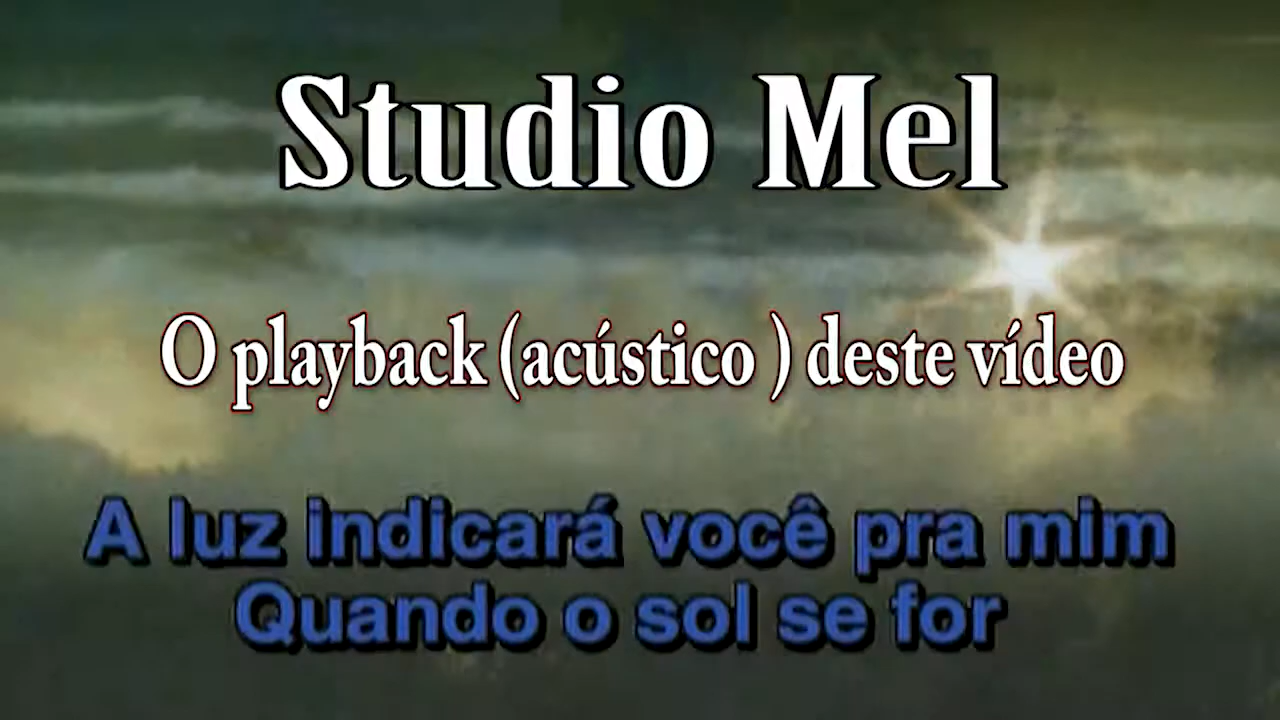 Studio Mel
O playback (acústico ) deste vídeo
A luz indicará você pra mim
Quando o sol se for